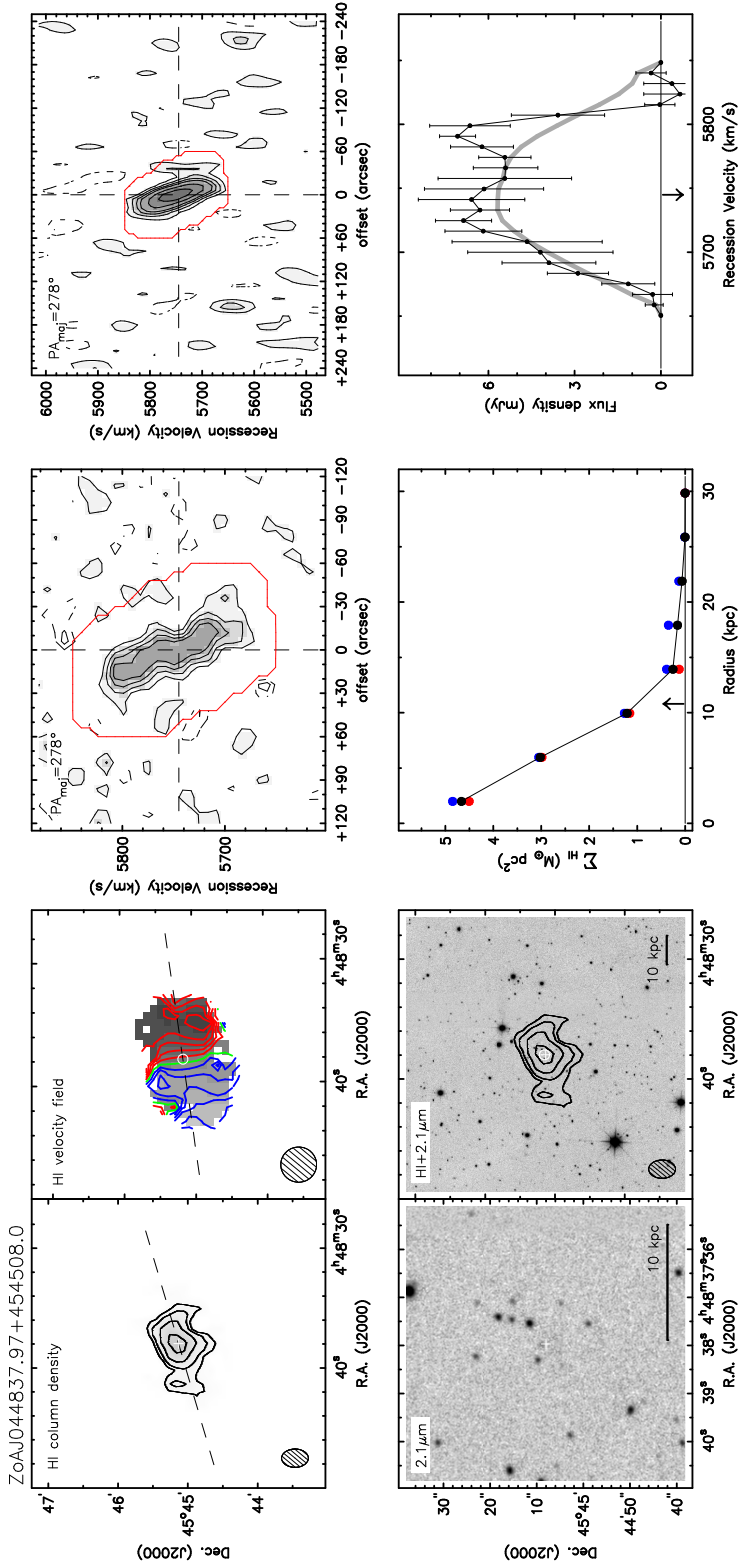 ZoAJ044837.97+454508.0
HI column density
47'
46'
45°45'
44'
Dec. (J2000)
40s
4h48m30s
R.A. (J2000)
HI velocity field
40s
4h48m30s
R.A. (J2000)
PAmaj=278°
5800
5700
Recession Velocity (km/s)
+120
+90
+60
+30
0
−30
−60
−90
−120
offset (arcsec)
PAmaj=278°
6000
5900
5800
5700
5600
5500
Recession Velocity (km/s)
+240
+180
+120
+60
0
−60
−120
−180
−240
offset (arcsec)
2.1μm
30"
20"
10"
45°45'
44'50"
40"
Dec. (J2000)
40s
39s
38s
4h48m37s
36s
R.A. (J2000)
10 kpc
HI+2.1μm
40s
4h48m30s
R.A. (J2000)
10 kpc
5
4
3
2
1
0
ΣHI (M⊙ pc2)
0
10
20
30
Radius (kpc)
6
3
0
Flux density (mJy)
5700
5800
Recession Velocity (km/s)